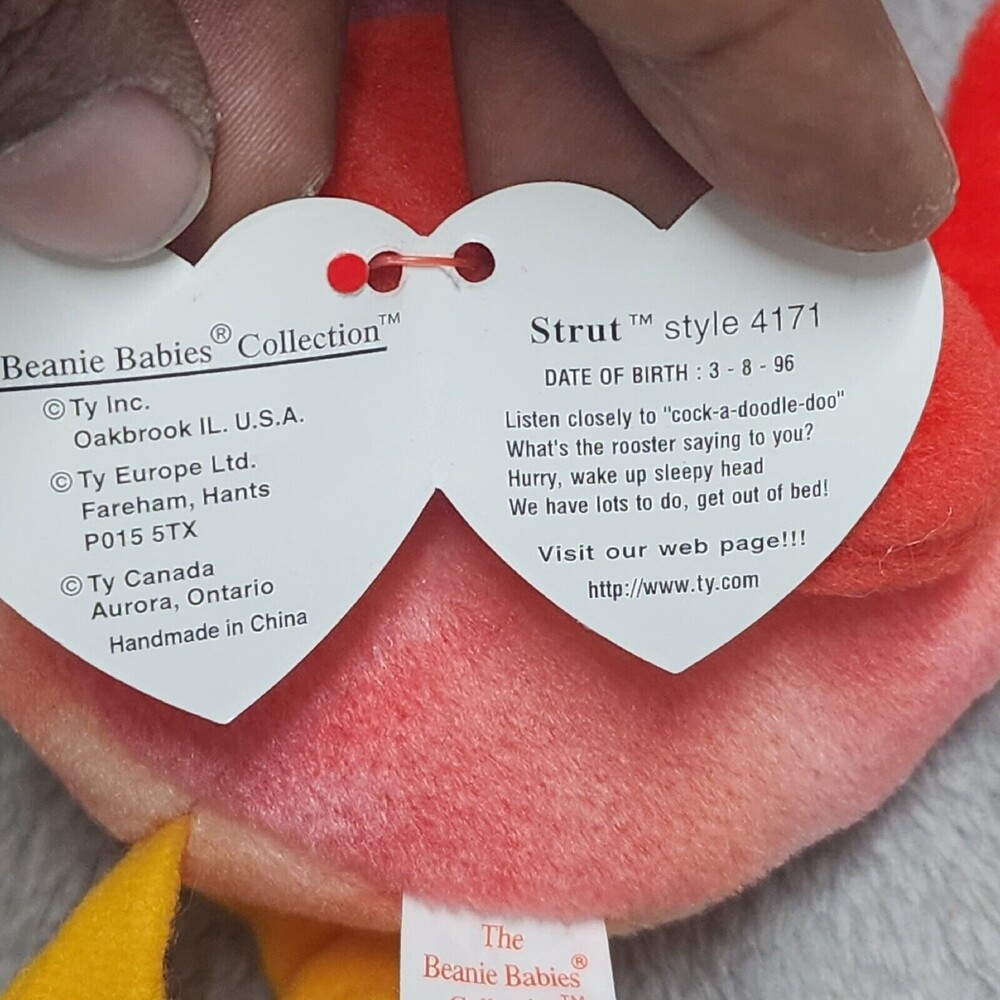 Beanie Babies® Collection™
© Ty Inc.
Oakbrook IL. U.S.A.
© Ty Europe Ltd.
Fareham, Hants
P015 5TX
© Ty Canada
Aurora, Ontario
Handmade in China
Strut™ style 4171
DATE OF BIRTH : 3 - 8 - 96
Listen closely to "cock-a-doodle-doo"
What's the rooster saying to you?
Hurry, wake up sleepy head
We have lots to do, get out of bed!
Visit our web page!!!
http://www.ty.com
The
Beanie Babies®